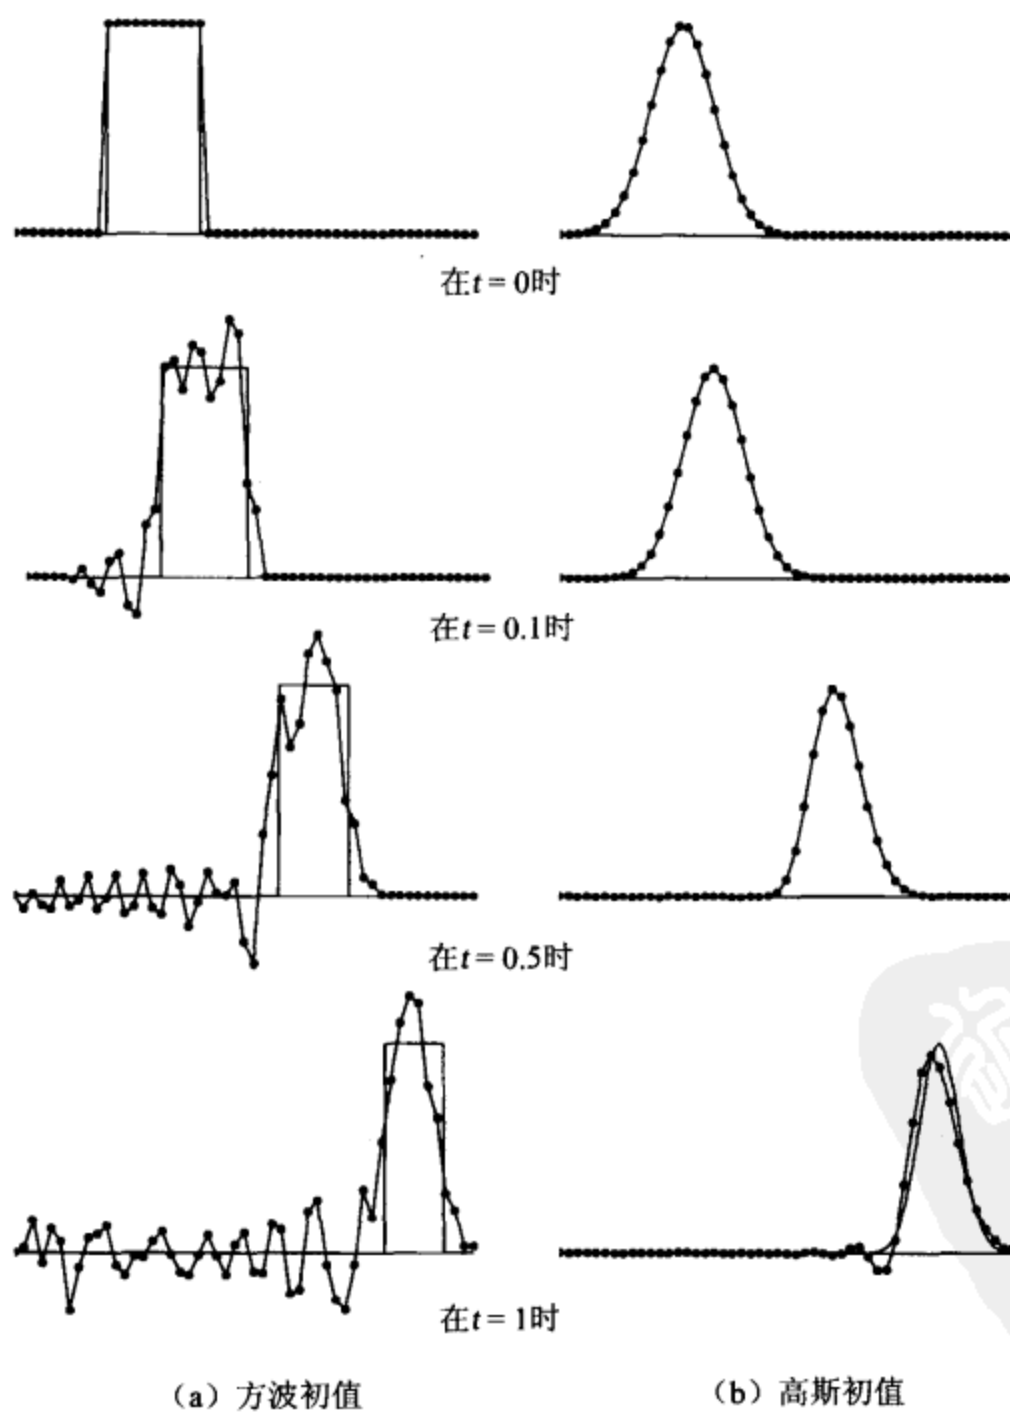 在t = 0时
在t = 0.1时
在t = 0.5时
在t = 1时
（a）方波初值
（b）高斯初值